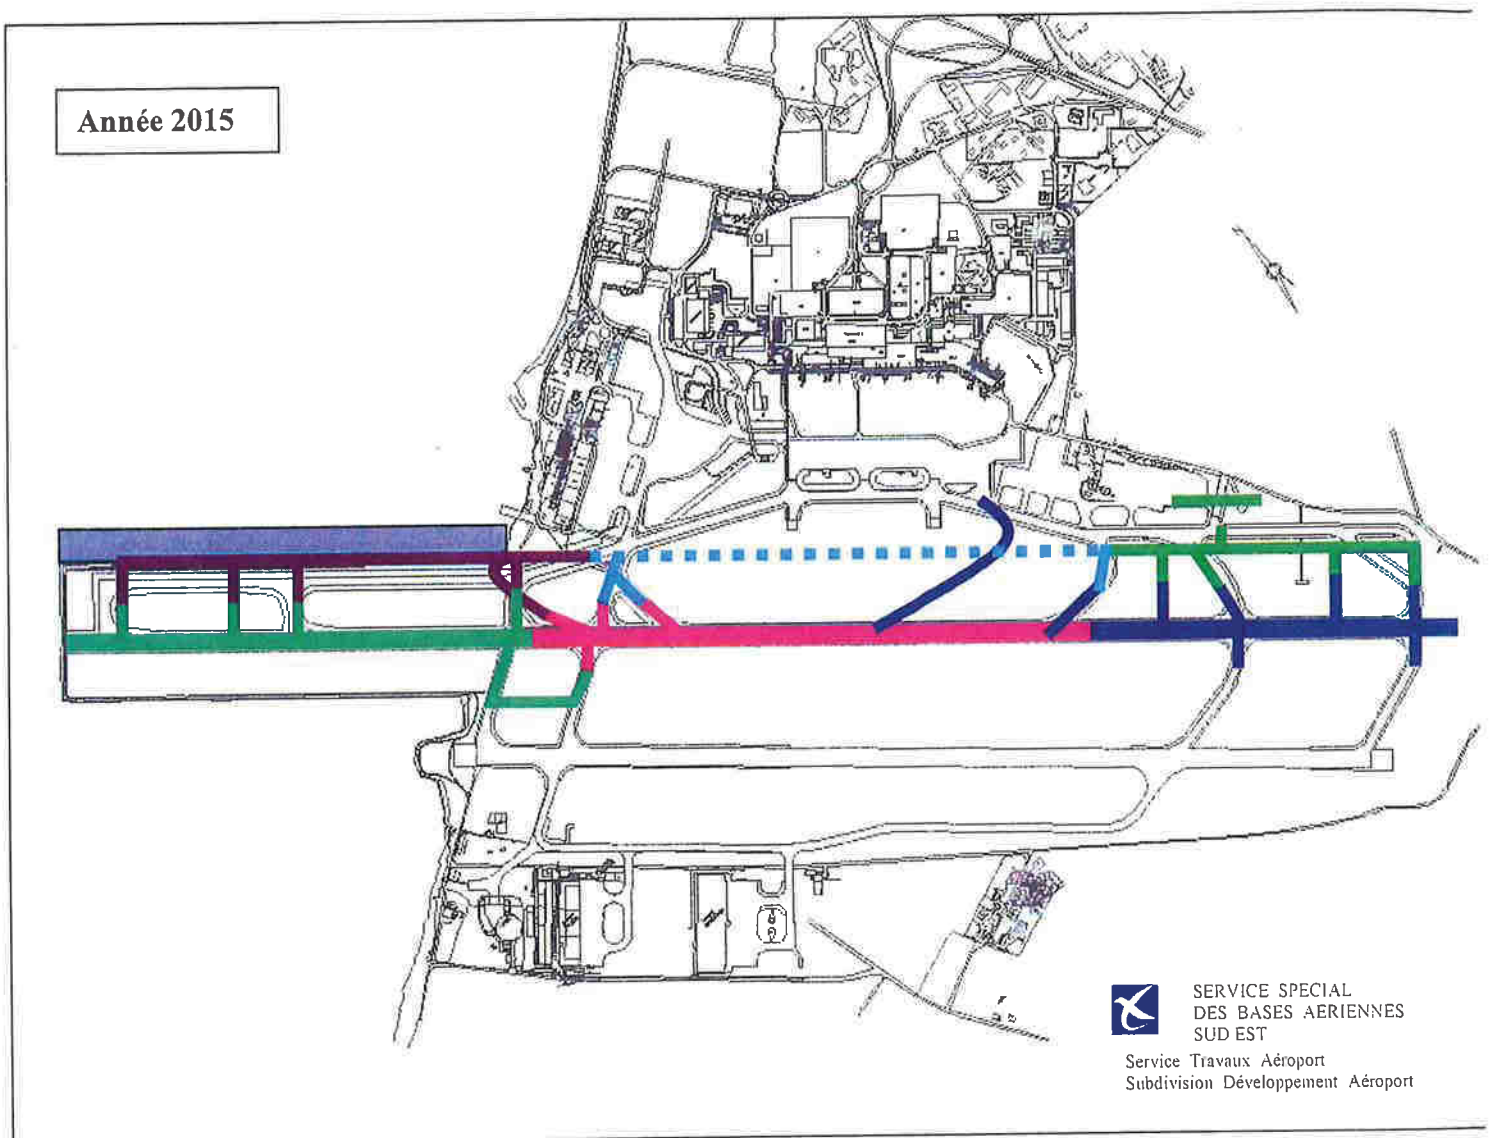 Année 2015
SERVICE SPECIAL
DES BASES AERIENNES
SUD EST
Service Travaux Aéroport
Subdivision Développement Aéroport